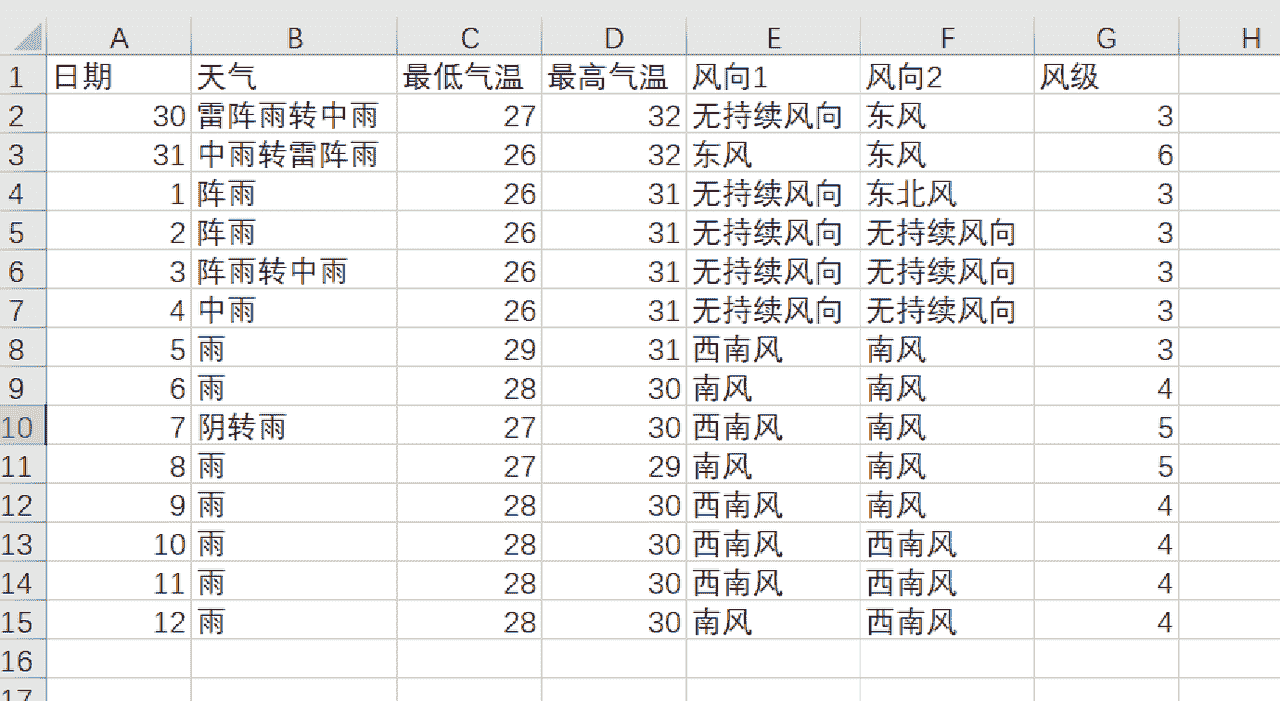 A B C D E F G H
1 日期 天气 最低气温 最高气温 风向1 风向2 风级
2 30 雷阵雨转中雨 27 32 无持续风向 东风 3
3 31 中雨转雷阵雨 26 32 东风 东风 6
4 1 阵雨 26 31 无持续风向 东北风 3
5 2 阵雨 26 31 无持续风向 无持续风向 3
6 3 阵雨转中雨 26 31 无持续风向 无持续风向 3
7 4 中雨 26 31 无持续风向 无持续风向 3
8 5 雨 29 31 西南风 南风 3
9 6 雨 28 30 南风 南风 4
10 7 阴转雨 27 30 西南风 南风 5
11 8 雨 27 29 南风 南风 5
12 9 雨 28 30 西南风 南风 4
13 10 雨 28 30 西南风 西南风 4
14 11 雨 28 30 西南风 西南风 4
15 12 雨 28 30 南风 西南风 4
16
17